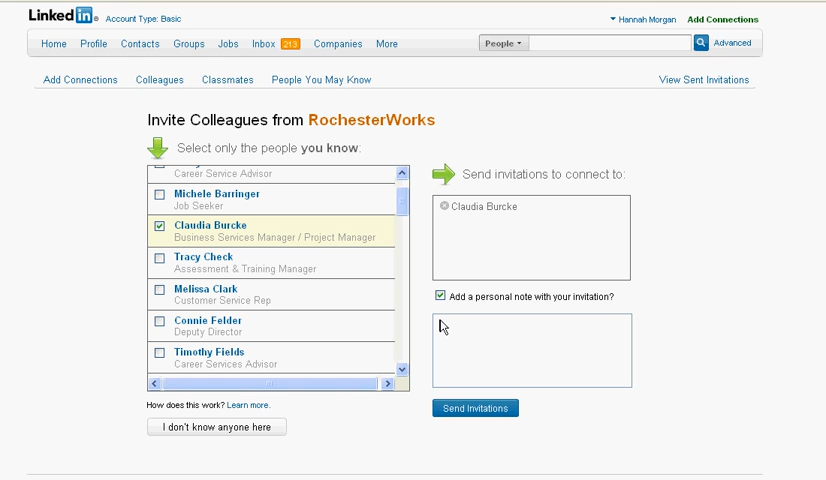 Linked in Account Type: Basic
Hannah Morgan Add Connections
Home Profile Contacts Groups Jobs Inbox 213 Companies More People Advanced
Add Connections Colleagues Classmates People You May Know View Sent Invitations
Invite Colleagues from RochesterWorks
Select only the people you know:
Send invitations to connect to:
Career Service Advisor
Michele Barringer
Job Seeker
Claudia Burcke
Business Services Manager / Project Manager
Tracy Check
Assessment & Training Manager
Melissa Clark
Customer Service Rep
Connie Felder
Deputy Director
Timothy Fields
Career Services Advisor
Claudia Burcke
Add a personal note with your invitation?
Send Invitations
How does this work? Learn more.
I don't know anyone here